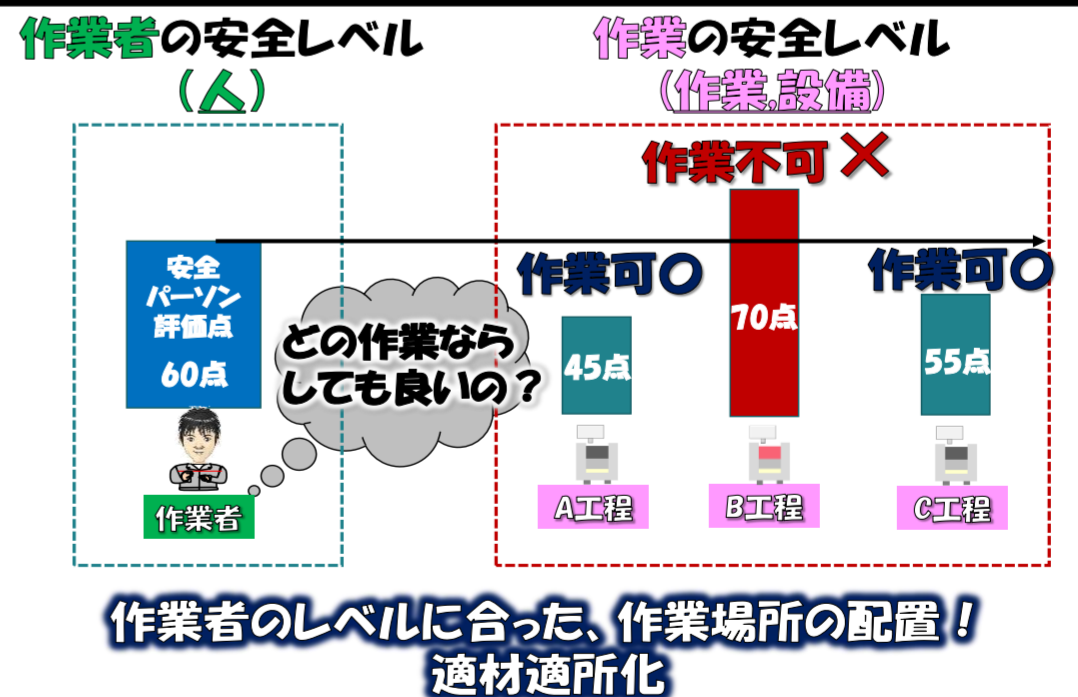 作業者の安全レベル
（人）
作業の安全レベル
（作業,設備）
作業不可×
安全
パーソン
評価点
60点
どの作業なら
しても良いの？
作業可〇
45点
70点
作業可〇
55点
作業者
A工程
B工程
C工程
作業者のレベルに合った、作業場所の配置！
適材適所化